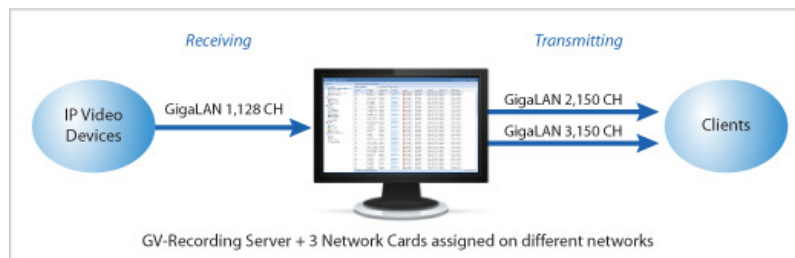 Receiving
Transmitting
IP Video
Devices
GigaLAN 1,128 CH
GigaLAN 2,150 CH
GigaLAN 3,150 CH
Clients
GV-Recording Server + 3 Network Cards assigned on different networks